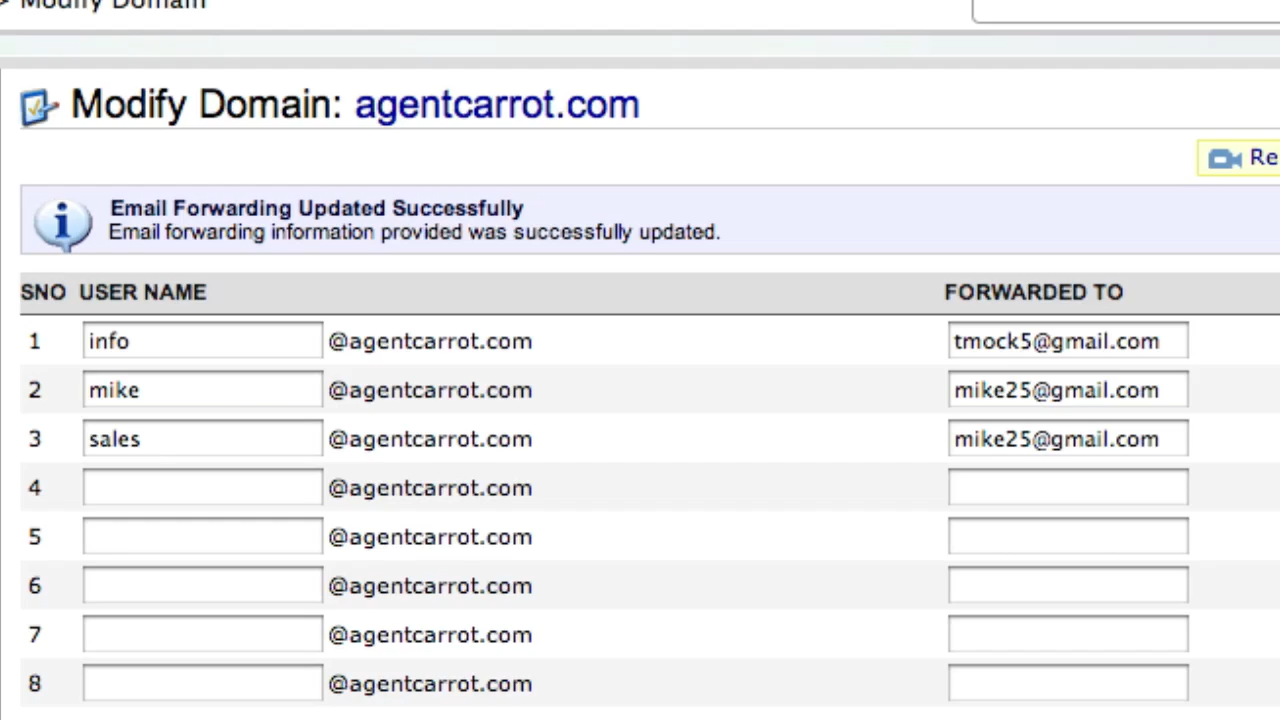 > Modify Domain
Modify Domain: agentcarrot.com
Re
Email Forwarding Updated Successfully
Email forwarding information provided was successfully updated.
SNO USER NAME FORWARDED TO
1 info @agentcarrot.com tmock5@gmail.com
2 mike @agentcarrot.com mike25@gmail.com
3 sales @agentcarrot.com mike25@gmail.com
4 @agentcarrot.com
5 @agentcarrot.com
6 @agentcarrot.com
7 @agentcarrot.com
8 @agentcarrot.com